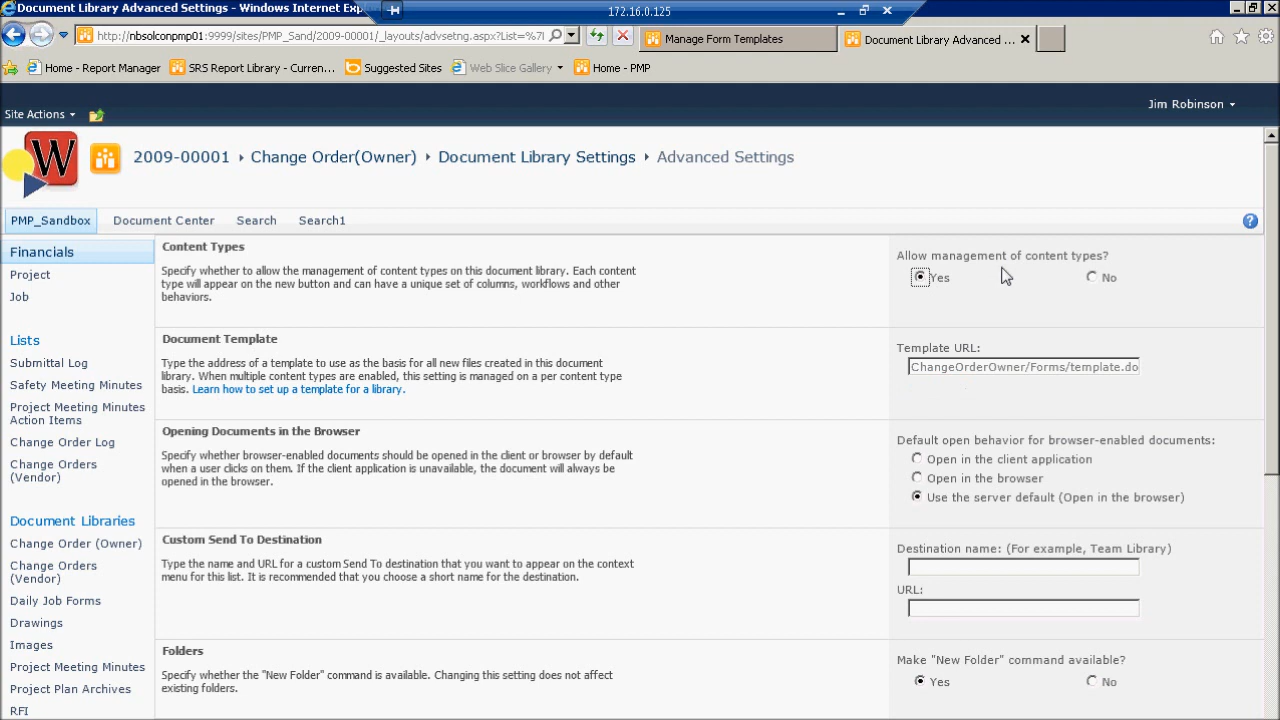 Document Library Advanced Settings - Windows Internet Exp
172.16.0.125
http://nbsolconpmp01:9999/sites/PMP_Sand/2009-00001/_layouts/advsetng.aspx?List=%7
Manage Form Templates
Document Library Advanced ...
Home - Report Manager
SRS Report Library - Curren...
Suggested Sites
Web Slice Gallery
Home - PMP
Site Actions
Jim Robinson
W
2009-00001 Change Order(Owner) Document Library Settings Advanced Settings
PMP_Sandbox Document Center Search Search1
Financials
Project
Job
Lists
Submittal Log
Safety Meeting Minutes
Project Meeting Minutes
Action Items
Change Order Log
Change Orders
(Vendor)
Document Libraries
Change Order (Owner)
Change Orders
(Vendor)
Daily Job Forms
Drawings
Images
Project Meeting Minutes
Project Plan Archives
RFI
Content Types
Specify whether to allow the management of content types on this document library. Each content
type will appear on the new button and can have a unique set of columns, workflows and other
behaviors.
Allow management of content types?
Yes No
Document Template
Type the address of a template to use as the basis for all new files created in this document
library. When multiple content types are enabled, this setting is managed on a per content type
basis. Learn how to set up a template for a library.
Template URL:
ChangeOrderOwner/Forms/template.do
Opening Documents in the Browser
Specify whether browser-enabled documents should be opened in the client or browser by default
when a user clicks on them. If the client application is unavailable, the document will always be
opened in the browser.
Default open behavior for browser-enabled documents:
Open in the client application
Open in the browser
Use the server default (Open in the browser)
Custom Send To Destination
Type the name and URL for a custom Send To destination that you want to appear on the context
menu for this list. It is recommended that you choose a short name for the destination.
Destination name: (For example, Team Library)
URL:
Folders
Specify whether the "New Folder" command is available. Changing this setting does not affect
existing folders.
Make "New Folder" command available?
Yes No